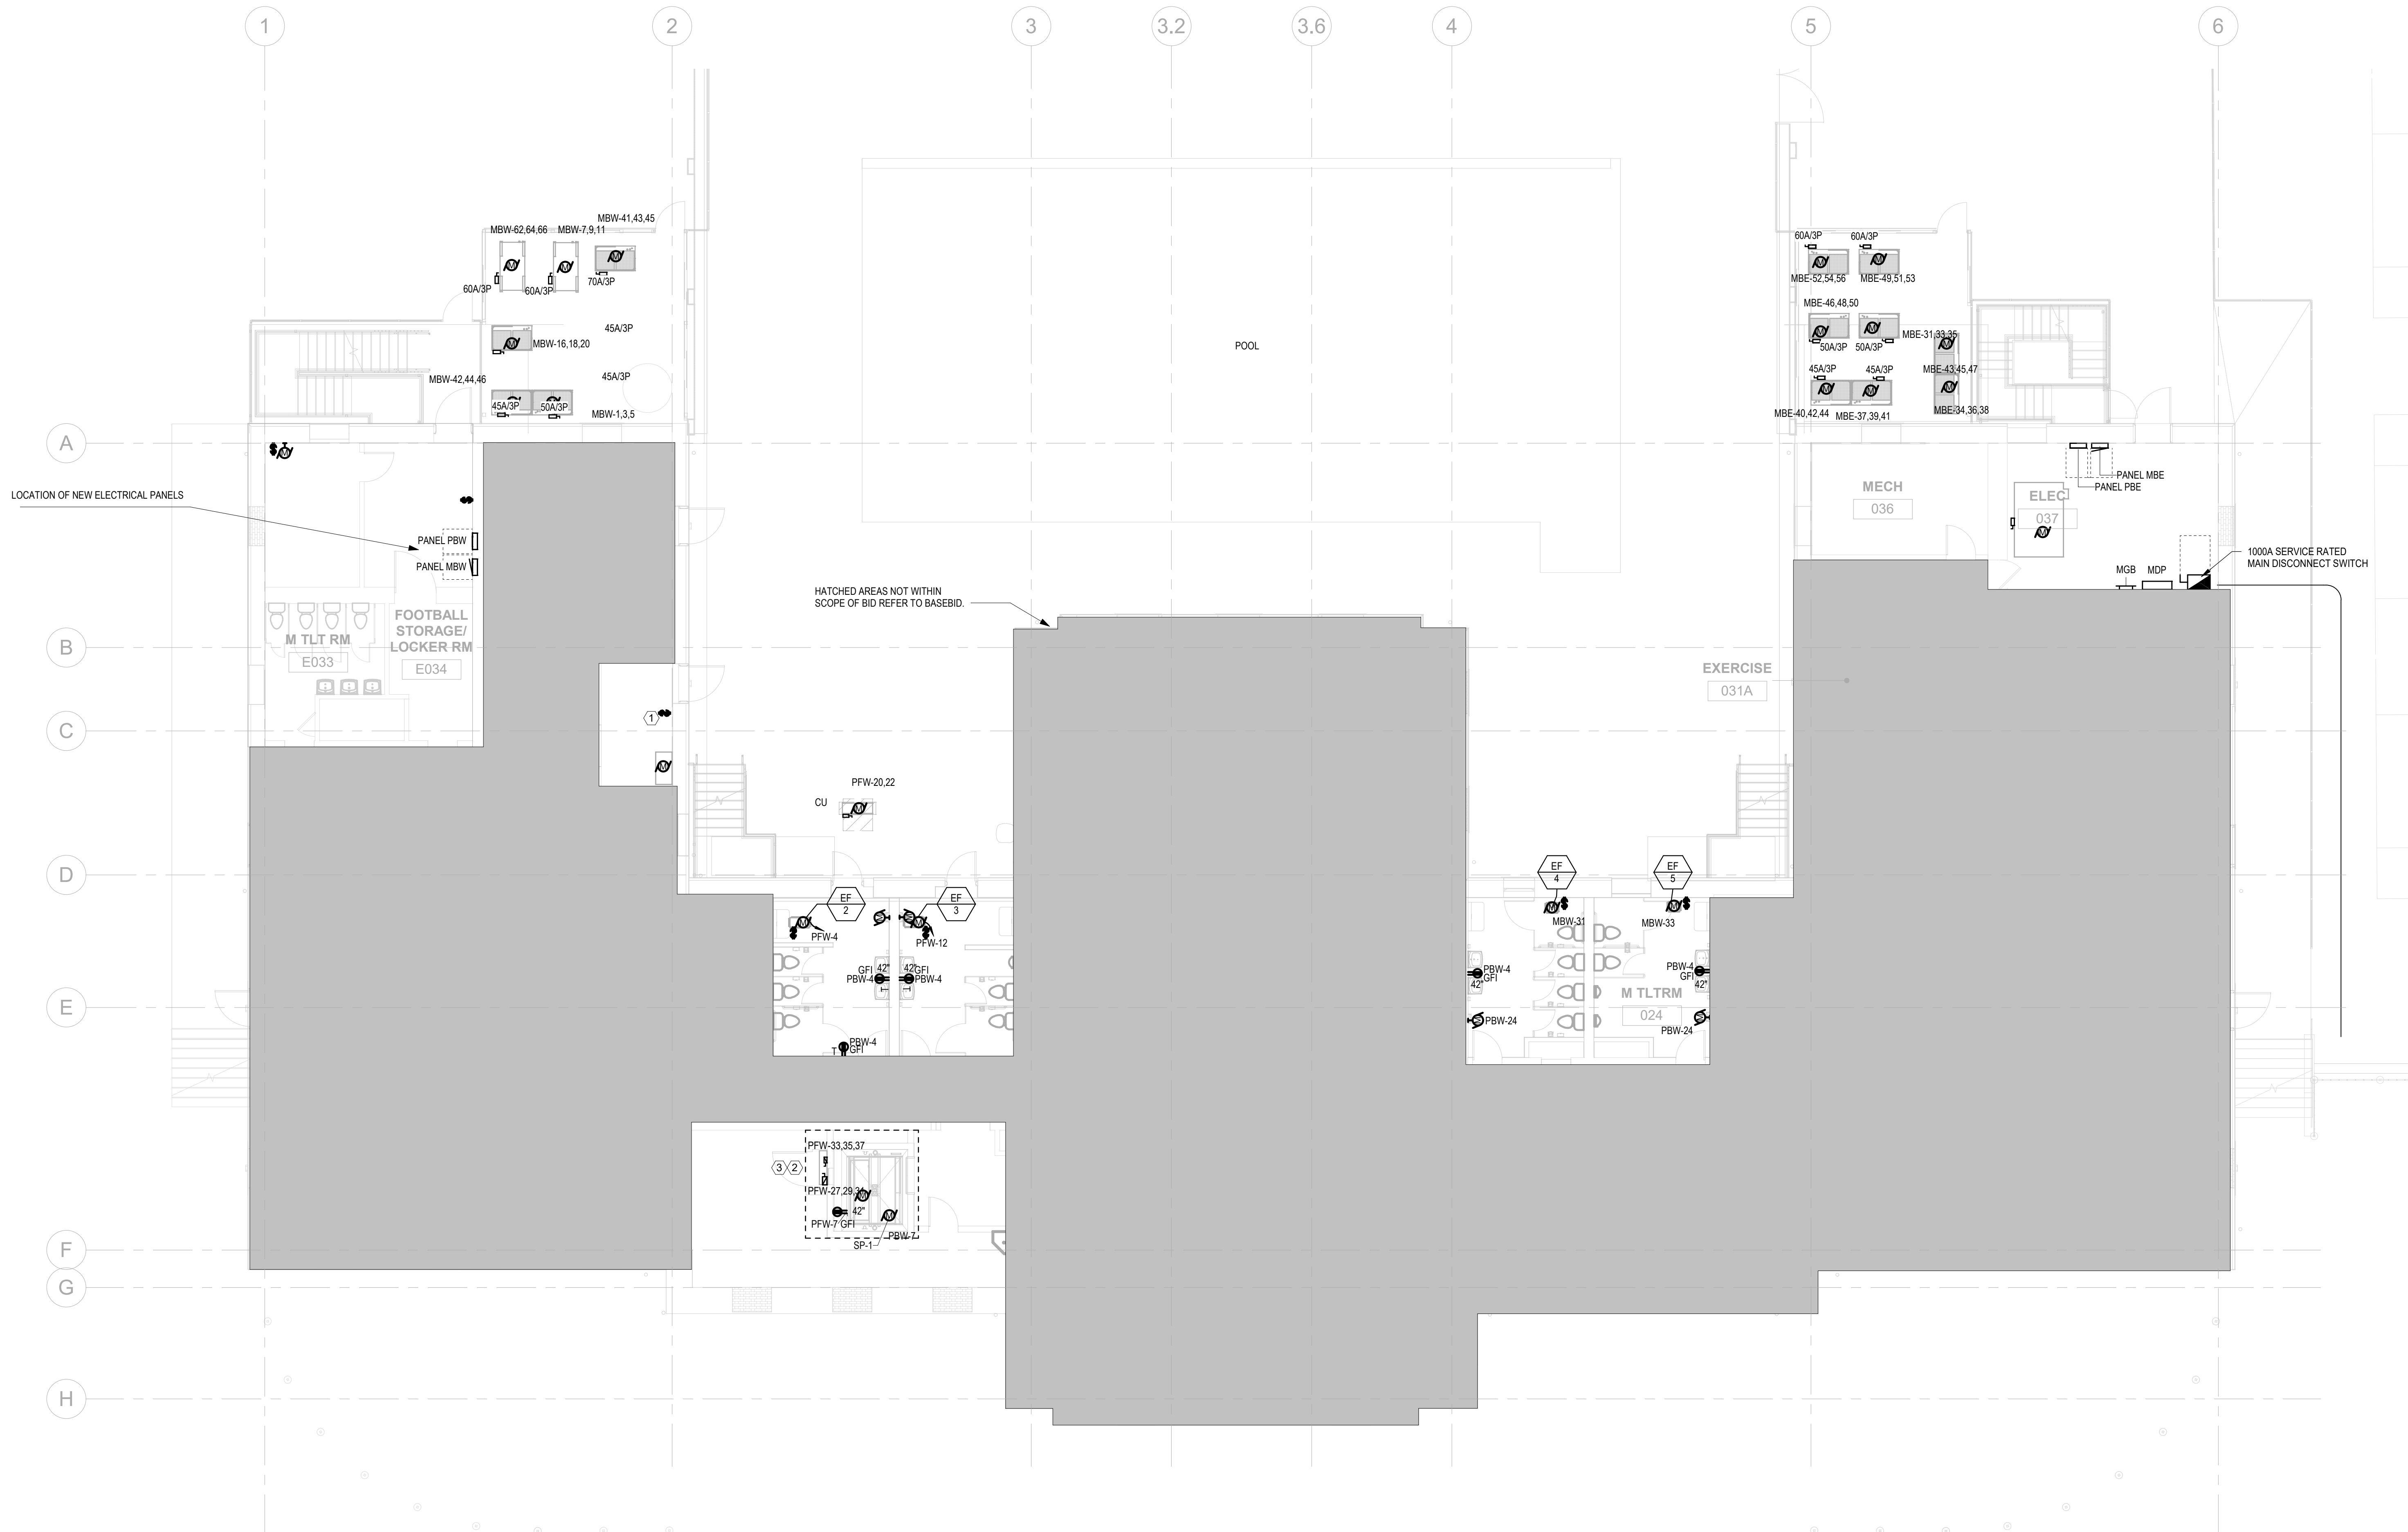 1
2
3
3.2
3.6
4
5
6
MBW-41,43,45
MBW-62,64,66
MBW-7,9,11
60A/3P
60A/3P
70A/3P
45A/3P
MBW-16,18,20
45A/3P
MBW-42,44,46
45A/3P
50A/3P
MBW-1,3,5
POOL
60A/3P
60A/3P
MBE-52,54,56
MBE-49,51,53
MBE-46,48,50
MBE-31,33,35
50A/3P
50A/3P
45A/3P
45A/3P
MBE-43,45,47
MBE-40,42,44
MBE-37,39,41
MBE-34,36,38
A
LOCATION OF NEW ELECTRICAL PANELS
PANEL PBW
PANEL MBW
MECH
036
ELEC
037
PANEL MBE
PANEL PBE
1000A SERVICE RATED
MAIN DISCONNECT SWITCH
MGB
MDP
HATCHED AREAS NOT WITHIN
SCOPE OF BID REFER TO BASEBID.
B
M TLT RM
E033
FOOTBALL
STORAGE/
LOCKER RM
E034
EXERCISE
031A
C
1
M
PFW-20,22
CU
M
D
EF
2
EF
3
EF
4
EF
5
PFW-4
PFW-12
MBW-31
MBW-33
GFI
42"
PBW-4
42"
GFI
PBW-4
PBW-4
GFI
42"
PBW-4
GFI
42"
E
M TLTRM
024
PBW-24
PBW-24
PBW-4
GFI
PFW-33,35,37
3
2
PFW-27,29,31
42"
PFW-7 GFI
PBW-7
SP-1
F
G
H